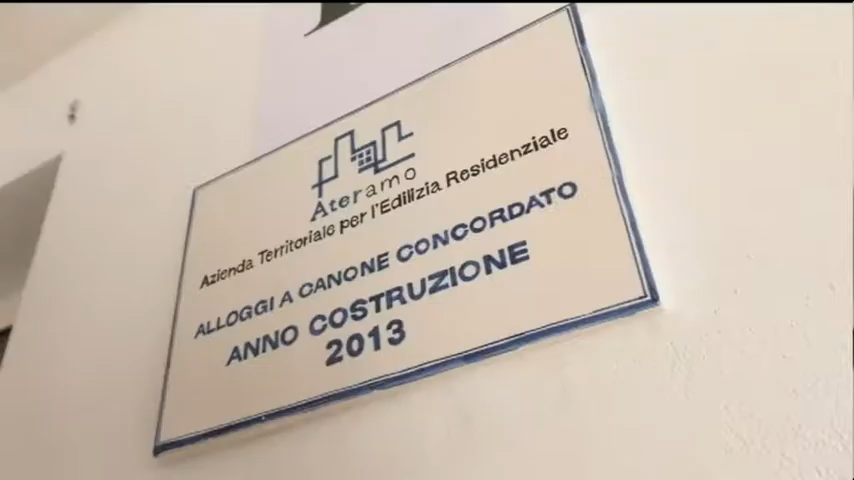 Ateramo
Azienda Territoriale per l'Edilizia Residenziale
ALLOGGI A CANONE CONCORDATO
ANNO COSTRUZIONE
2013